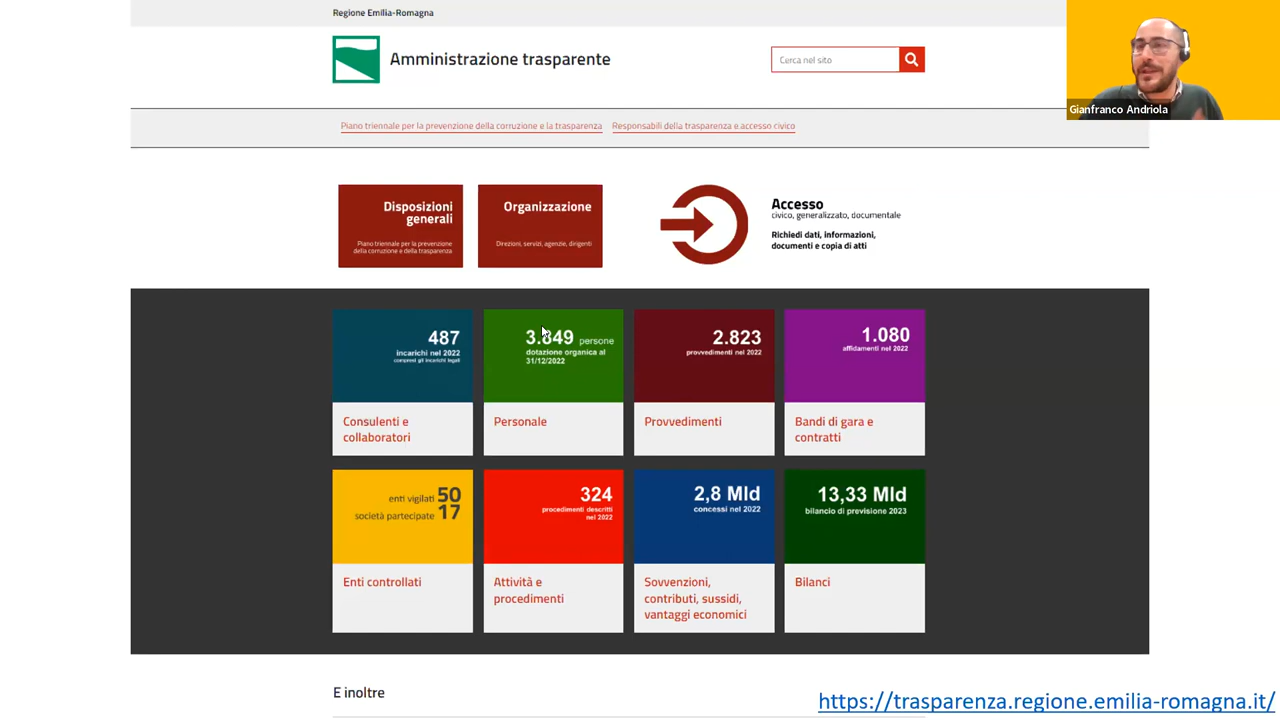 Regione Emilia-Romagna
Amministrazione trasparente
Cerca nel sito
Gianfranco Andriola
Piano triennale per la prevenzione della corruzione e la trasparenza
Responsabili della trasparenza e accesso civico
Disposizioni
generali
Piano triennale per la prevenzione
della corruzione e della trasparenza
Organizzazione
Direzioni, servizi, agenzie, dirigenti
Accesso
civico, generalizzato, documentale
Richiedi dati, informazioni,
documenti e copia di atti
487
incarichi nel 2022
compresi gli incarichi legali
Consulenti e
collaboratori
3.849 persone
dotazione organica al
31/12/2022
Personale
2.823
provvedimenti nel 2022
Provvedimenti
1.080
affidamenti nel 2022
Bandi di gara e
contratti
enti vigilati 50
società partecipate 17
Enti controllati
324
procedimenti descritti
nel 2022
Attività e
procedimenti
2,8 Mld
concessi nel 2022
Sovvenzioni,
contributi, sussidi,
vantaggi economici
13,33 Mld
bilancio di previsione 2023
Bilanci
E inoltre
https://trasparenza.regione.emilia-romagna.it/